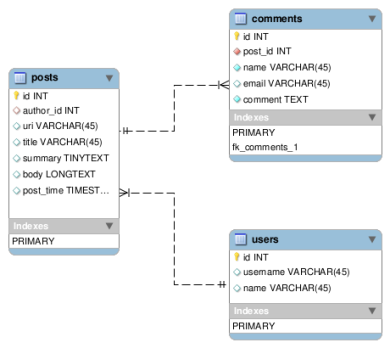 posts
id INT
author_id INT
uri VARCHAR(45)
title VARCHAR(45)
summary TINYTEXT
body LONGTEXT
post_time TIMEST...
Indexes
PRIMARY
comments
id INT
post_id INT
name VARCHAR(45)
email VARCHAR(45)
comment TEXT
Indexes
PRIMARY
fk_comments_1
users
id INT
username VARCHAR(45)
name VARCHAR(45)
Indexes
PRIMARY